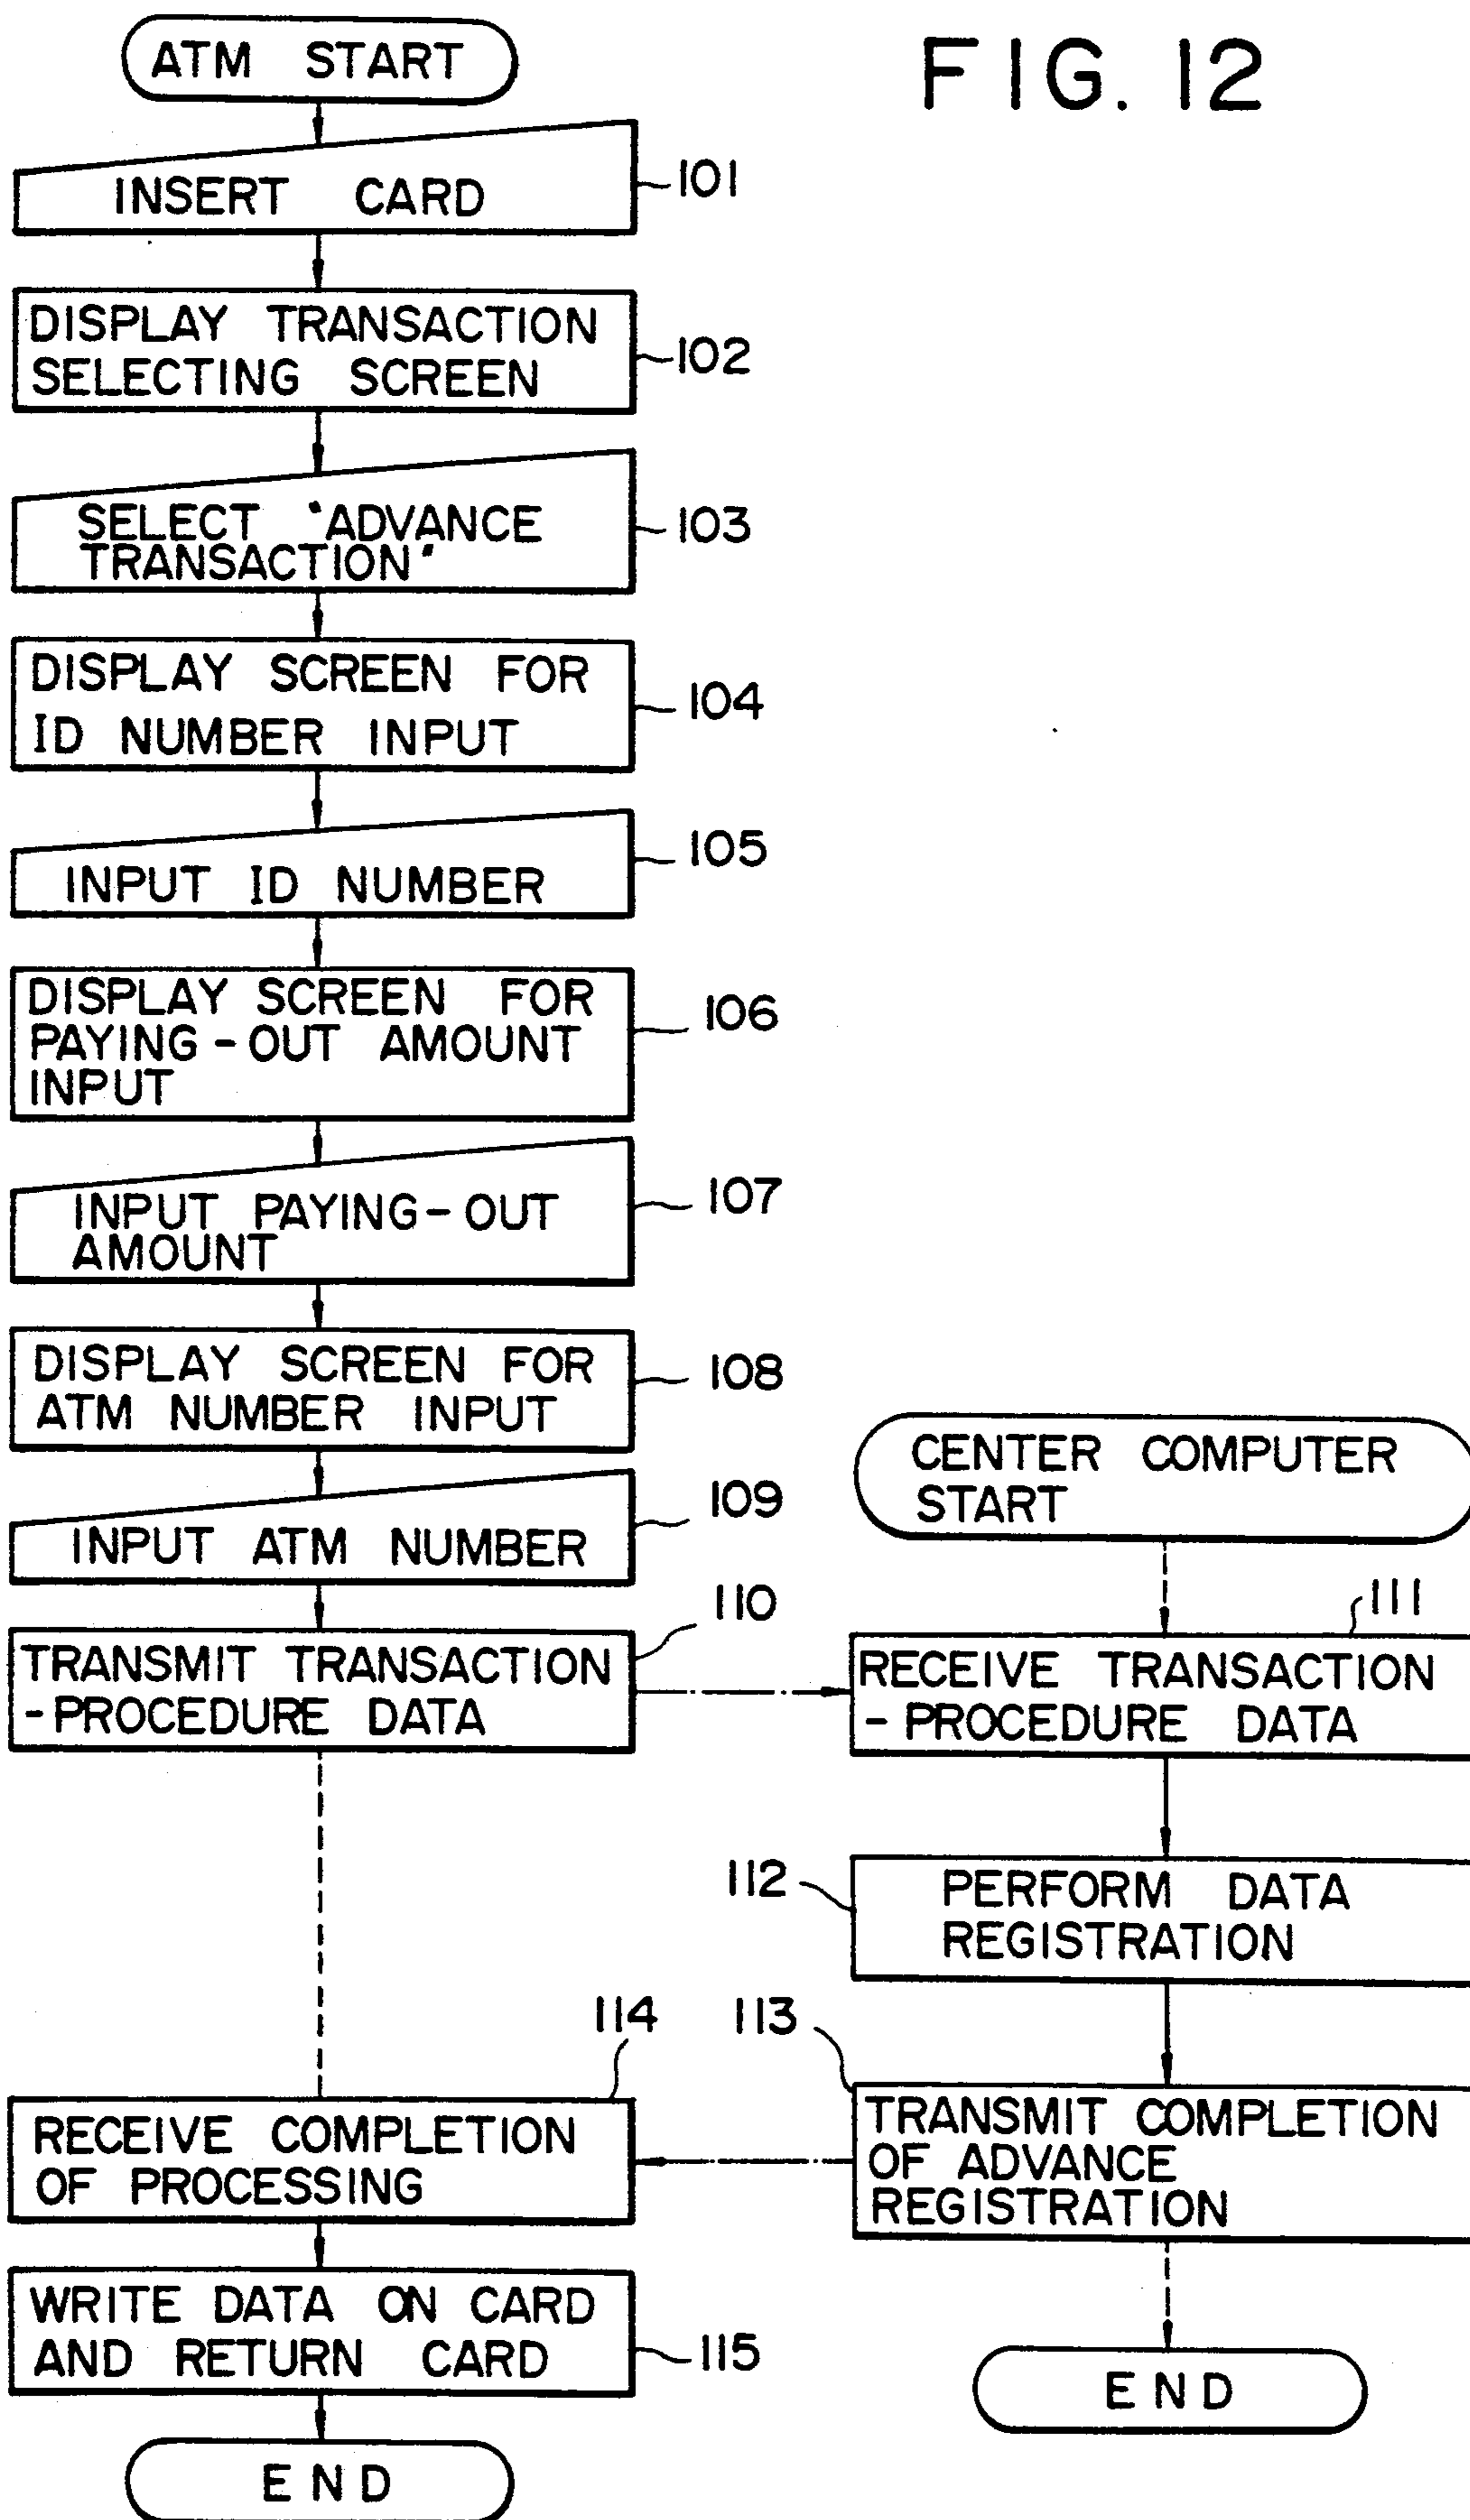 FIG. 12
ATM START
INSERT CARD
101
DISPLAY TRANSACTION
SELECTING SCREEN
102
SELECT "ADVANCE
TRANSACTION"
103
DISPLAY SCREEN FOR
ID NUMBER INPUT
104
INPUT ID NUMBER
105
DISPLAY SCREEN FOR
PAYING-OUT AMOUNT
INPUT
106
INPUT PAYING-OUT
AMOUNT
107
DISPLAY SCREEN FOR
ATM NUMBER INPUT
108
INPUT ATM NUMBER
109
TRANSMIT TRANSACTION
-PROCEDURE DATA
110
CENTER COMPUTER
START
RECEIVE TRANSACTION
- PROCEDURE DATA
111
PERFORM DATA
REGISTRATION
112
TRANSMIT COMPLETION
OF ADVANCE
REGISTRATION
113
END
RECEIVE COMPLETION
OF PROCESSING
114
WRITE DATA ON CARD
AND RETURN CARD
115
END